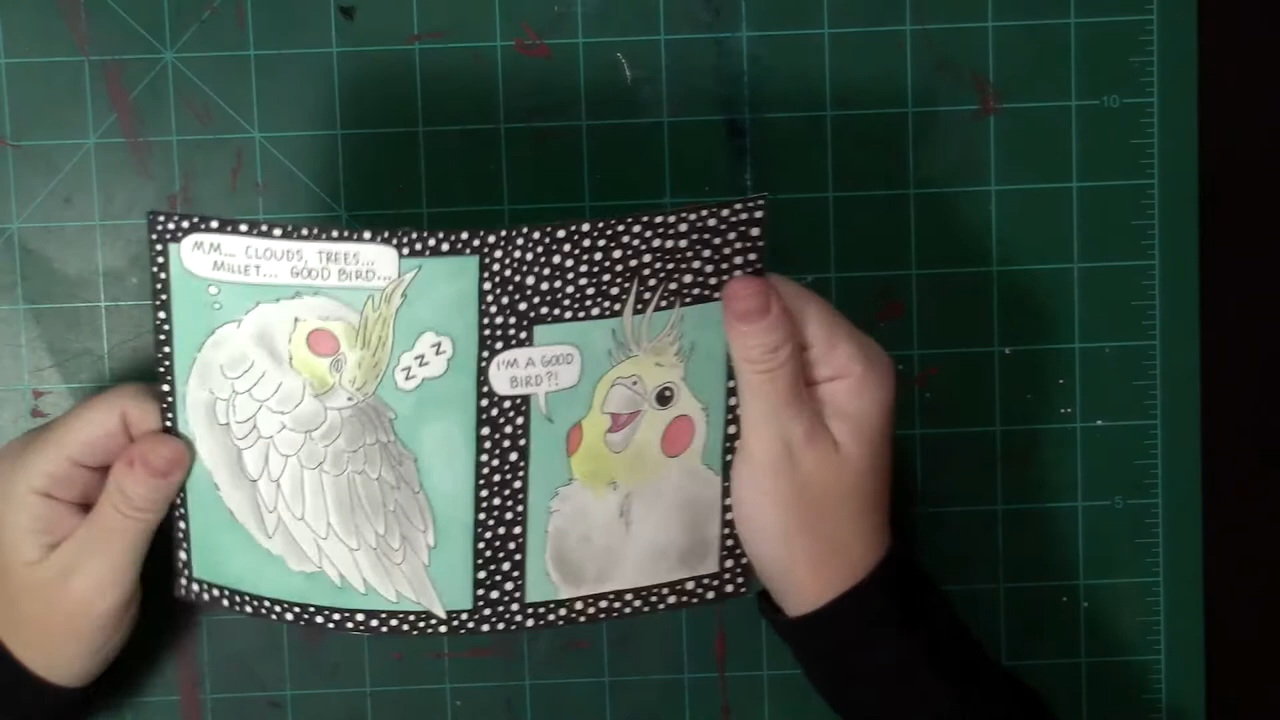 MM... CLOUDS, TREES...
MILLET... GOOD BIRD...
Z Z Z
I'M A GOOD
BIRD?!
10
5